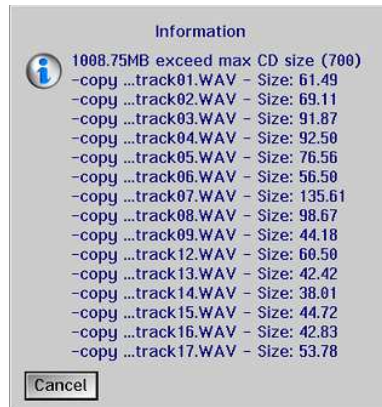 Information
1008.75MB exceed max CD size (700)
-copy ...track01.WAV - Size: 61.49
-copy ...track02.WAV - Size: 69.11
-copy ...track03.WAV - Size: 91.87
-copy ...track04.WAV - Size: 92.50
-copy ...track05.WAV - Size: 76.56
-copy ...track06.WAV - Size: 56.50
-copy ...track07.WAV - Size: 135.61
-copy ...track08.WAV - Size: 98.67
-copy ...track09.WAV - Size: 44.18
-copy ...track12.WAV - Size: 60.50
-copy ...track13.WAV - Size: 42.42
-copy ...track14.WAV - Size: 38.01
-copy ...track15.WAV - Size: 44.72
-copy ...track16.WAV - Size: 42.83
-copy ...track17.WAV - Size: 53.78
Cancel